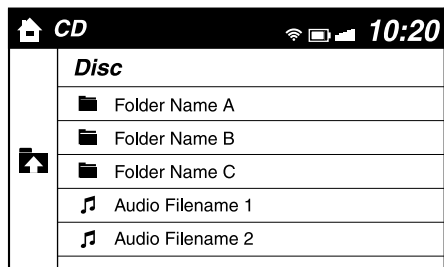 CD 10:20
Disc
Folder Name A
Folder Name B
Folder Name C
Audio Filename 1
Audio Filename 2